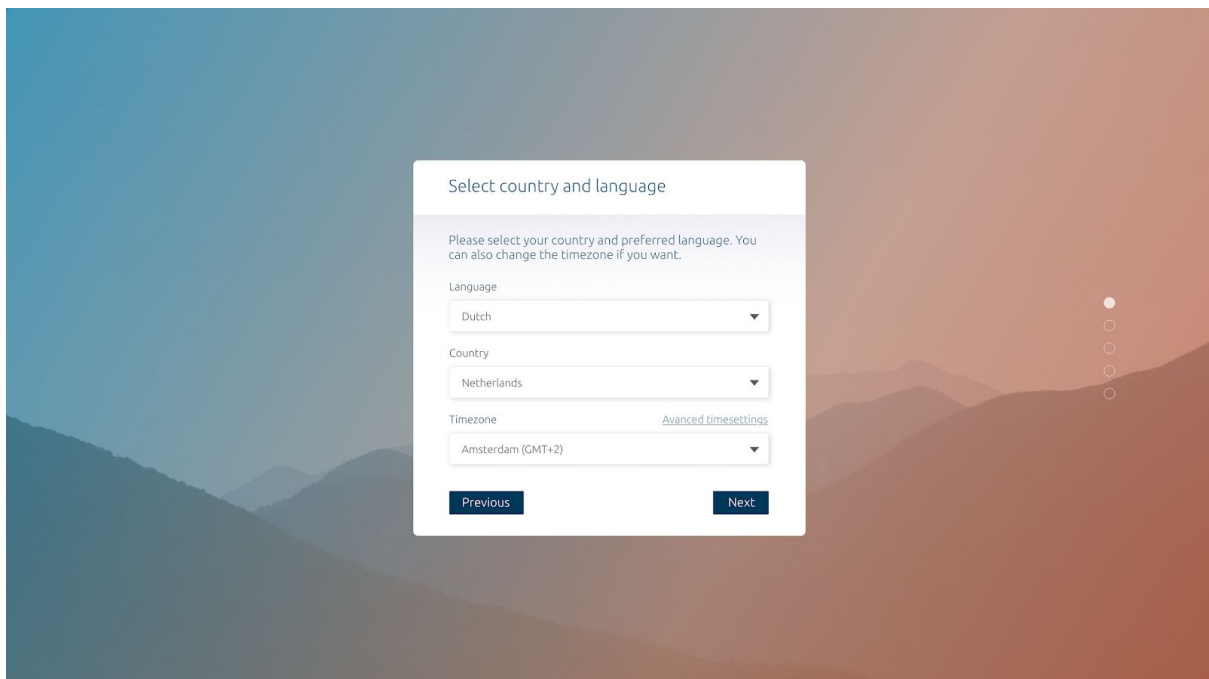 Select country and language
Please select your country and preferred language. You
can also change the timezone if you want.
Language
Dutch
Country
Netherlands
Timezone
Avanced timesettings
Amsterdam (GMT+2)
Previous
Next